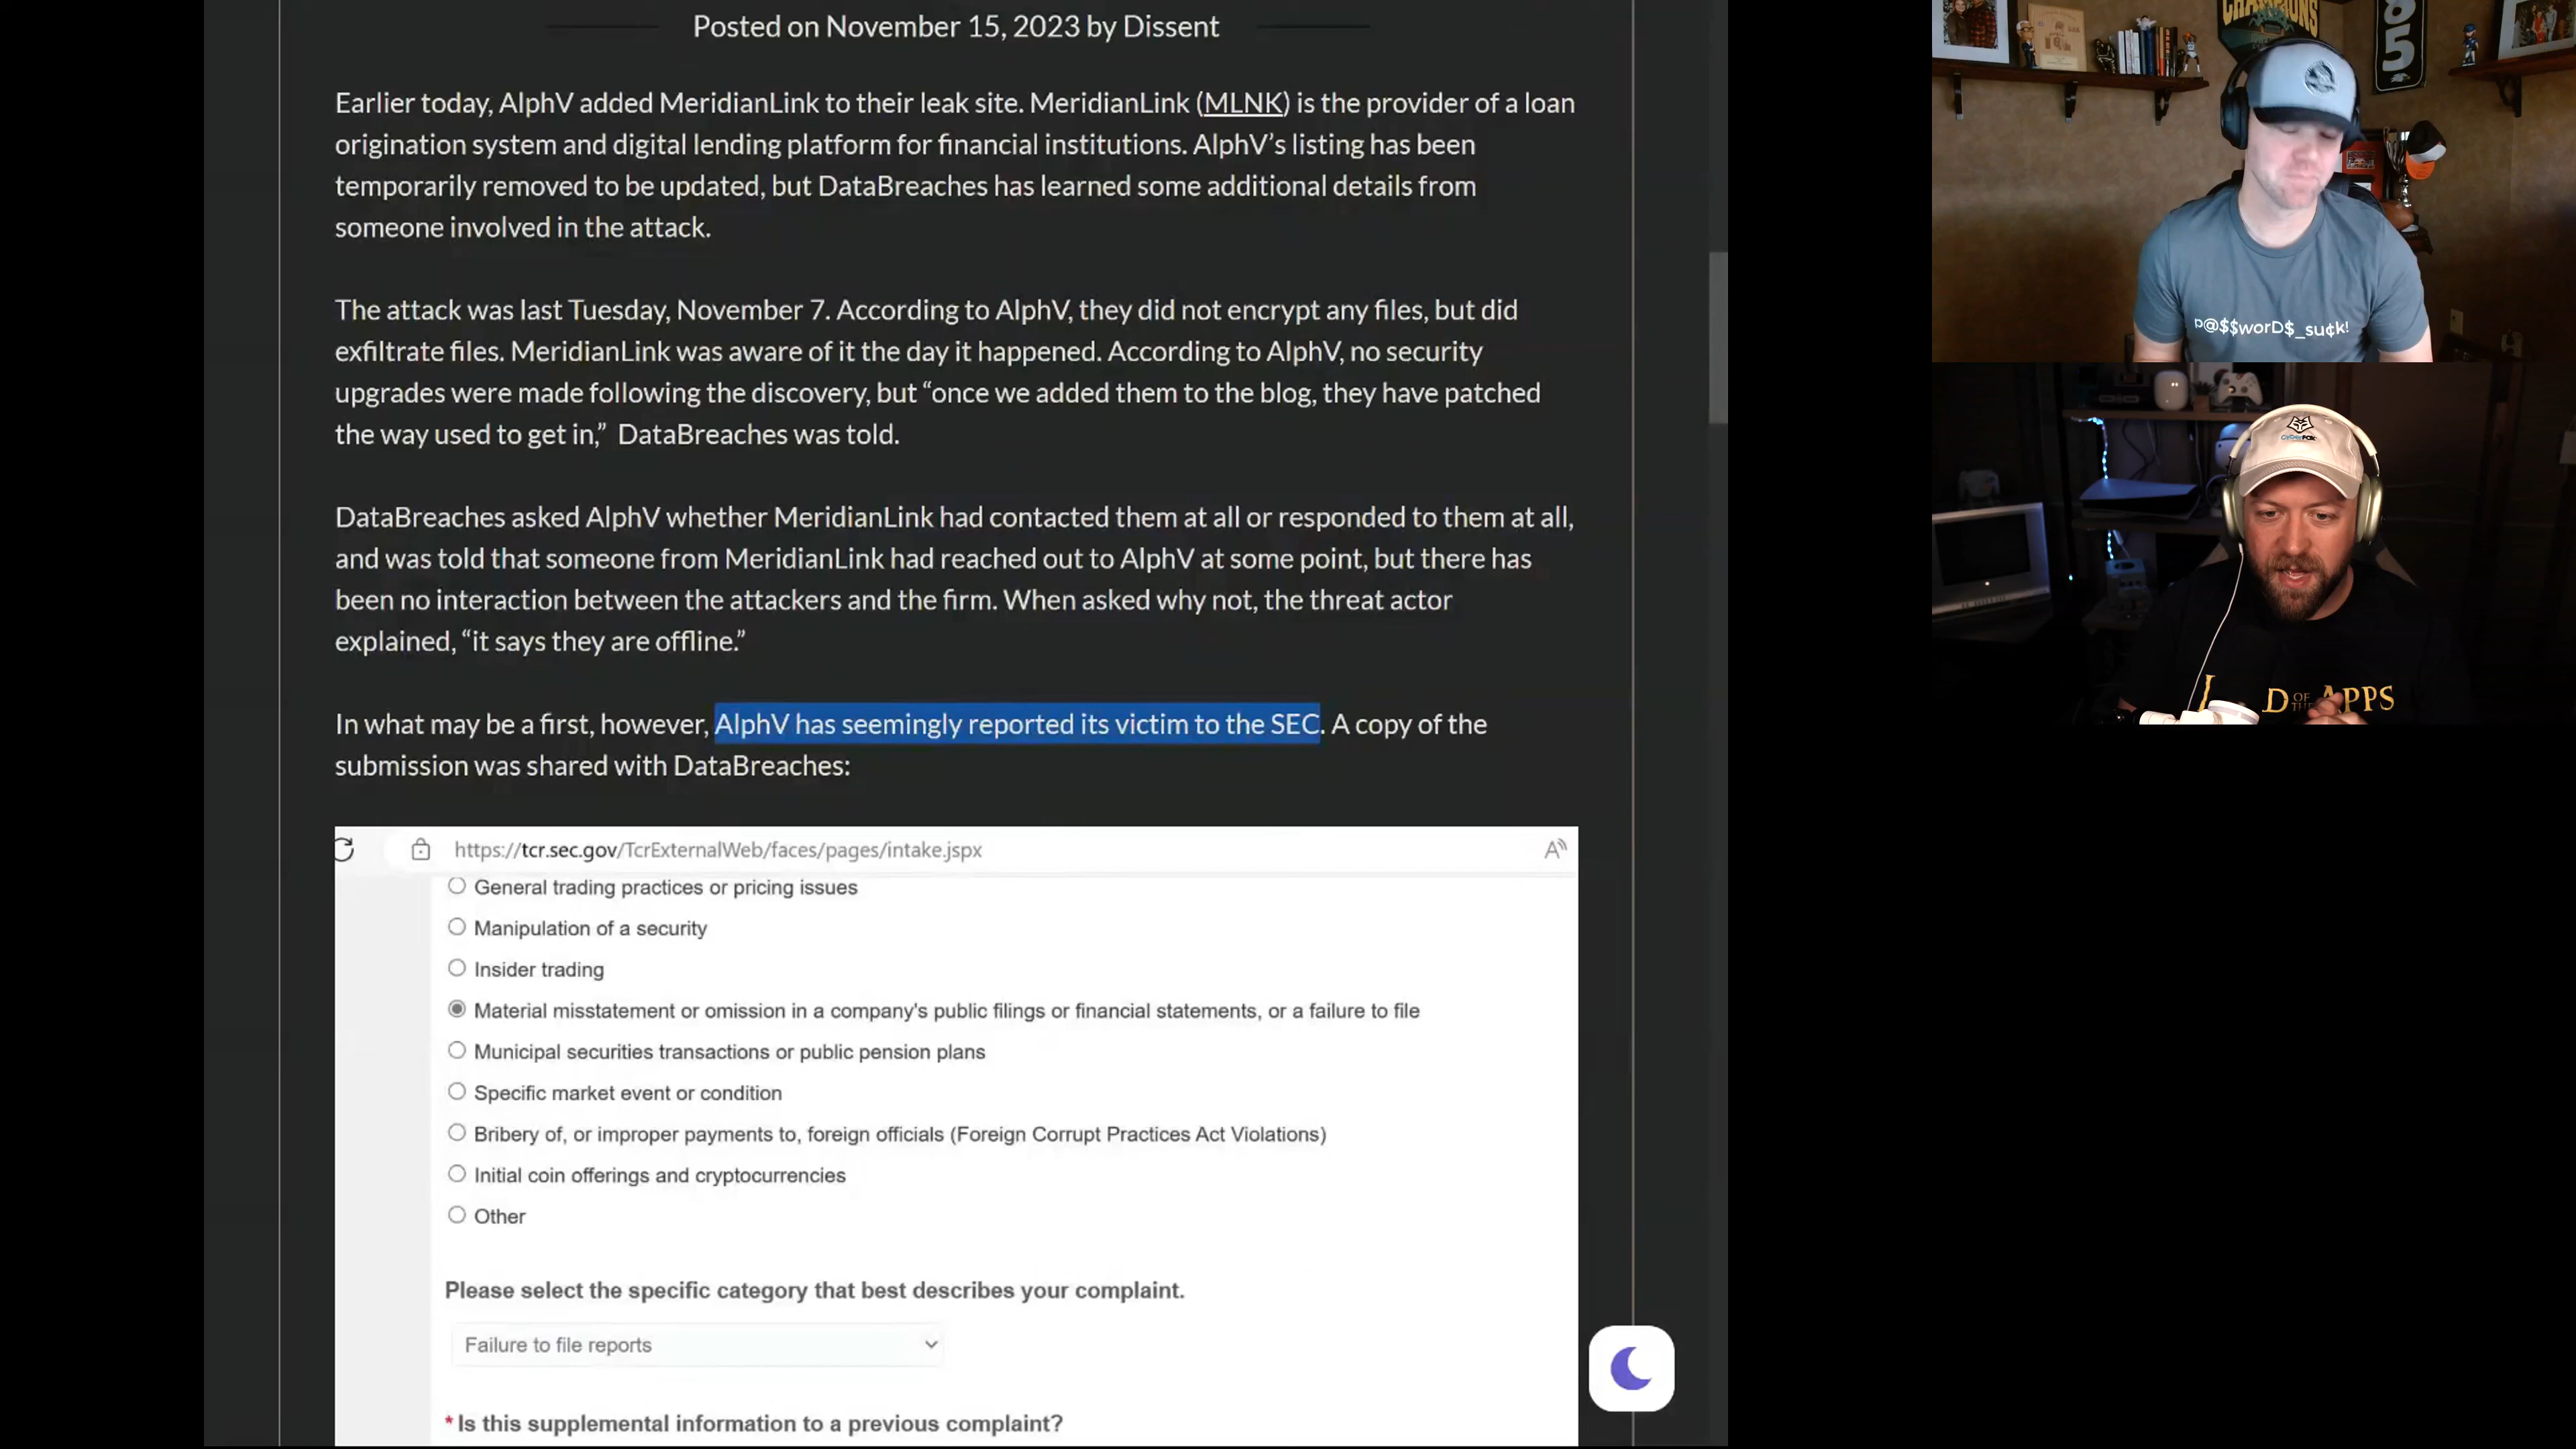 Posted on November 15, 2023 by Dissent
Earlier today, AlphV added MeridianLink to their leak site. MeridianLink (MLNK) is the provider of a loan
origination system and digital lending platform for financial institutions. AlphV’s listing has been
temporarily removed to be updated, but DataBreaches has learned some additional details from
someone involved in the attack.
The attack was last Tuesday, November 7. According to AlphV, they did not encrypt any files, but did
exfiltrate files. MeridianLink was aware of it the day it happened. According to AlphV, no security
upgrades were made following the discovery, but “once we added them to the blog, they have patched
the way used to get in,”  DataBreaches was told.
DataBreaches asked AlphV whether MeridianLink had contacted them at all or responded to them at all,
and was told that someone from MeridianLink had reached out to AlphV at some point, but there has
been no interaction between the attackers and the firm. When asked why not, the threat actor
explained, “it says they are offline.”
In what may be a first, however, AlphV has seemingly reported its victim to the SEC. A copy of the
submission was shared with DataBreaches:
https://tcr.sec.gov/TcrExternalWeb/faces/pages/intake.jspx
General trading practices or pricing issues
Manipulation of a security
Insider trading
Material misstatement or omission in a company's public filings or financial statements, or a failure to file
Municipal securities transactions or public pension plans
Specific market event or condition
Bribery of, or improper payments to, foreign officials (Foreign Corrupt Practices Act Violations)
Initial coin offerings and cryptocurrencies
Other
Please select the specific category that best describes your complaint.
Failure to file reports
* Is this supplemental information to a previous complaint?
CHAMPIONS
85
p@$$worD$_su¢k!
OF
THE
APPS